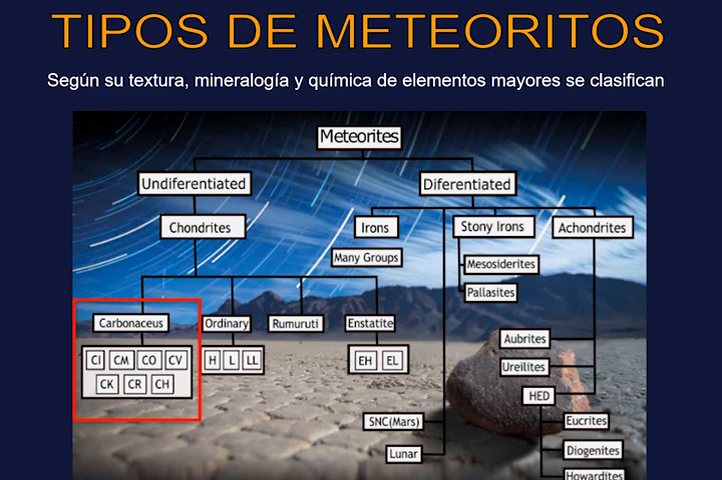 TIPOS DE METEORITOS
Según su textura, mineralogía y química de elementos mayores se clasifican
Meteorites
Undiferentiated
Diferentiated
Chondrites
Irons
Stony Irons
Achondrites
Many Groups
Mesosiderites
Pallasites
Carbonaceus
Ordinary
Rumuruti
Enstatite
CI CM CO CV
CK CR CH
H L LL
EH EL
Aubrites
Ureilites
HED
SNC(Mars)
Lunar
Eucrites
Diogenites
Howardites